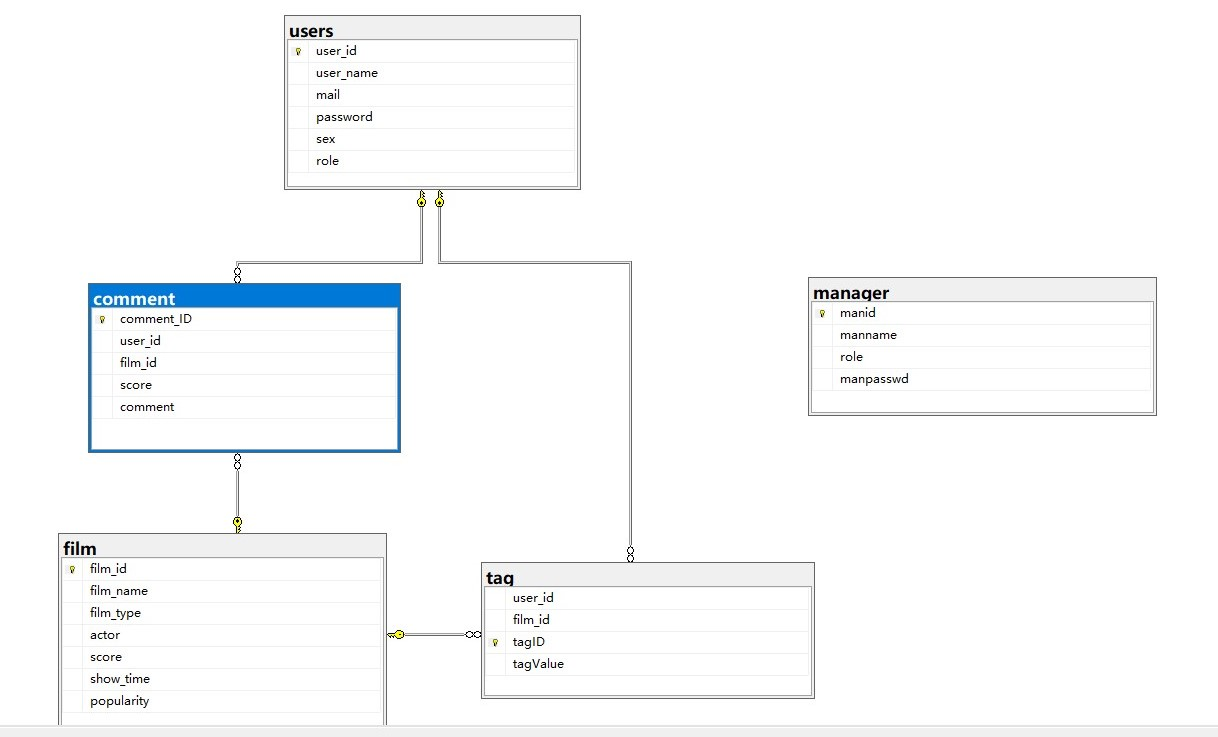 users
user_id
user_name
mail
password
sex
role
comment
comment_ID
user_id
film_id
score
comment
manager
manid
manname
role
manpasswd
film
film_id
film_name
film_type
actor
score
show_time
popularity
tag
user_id
film_id
tagID
tagValue